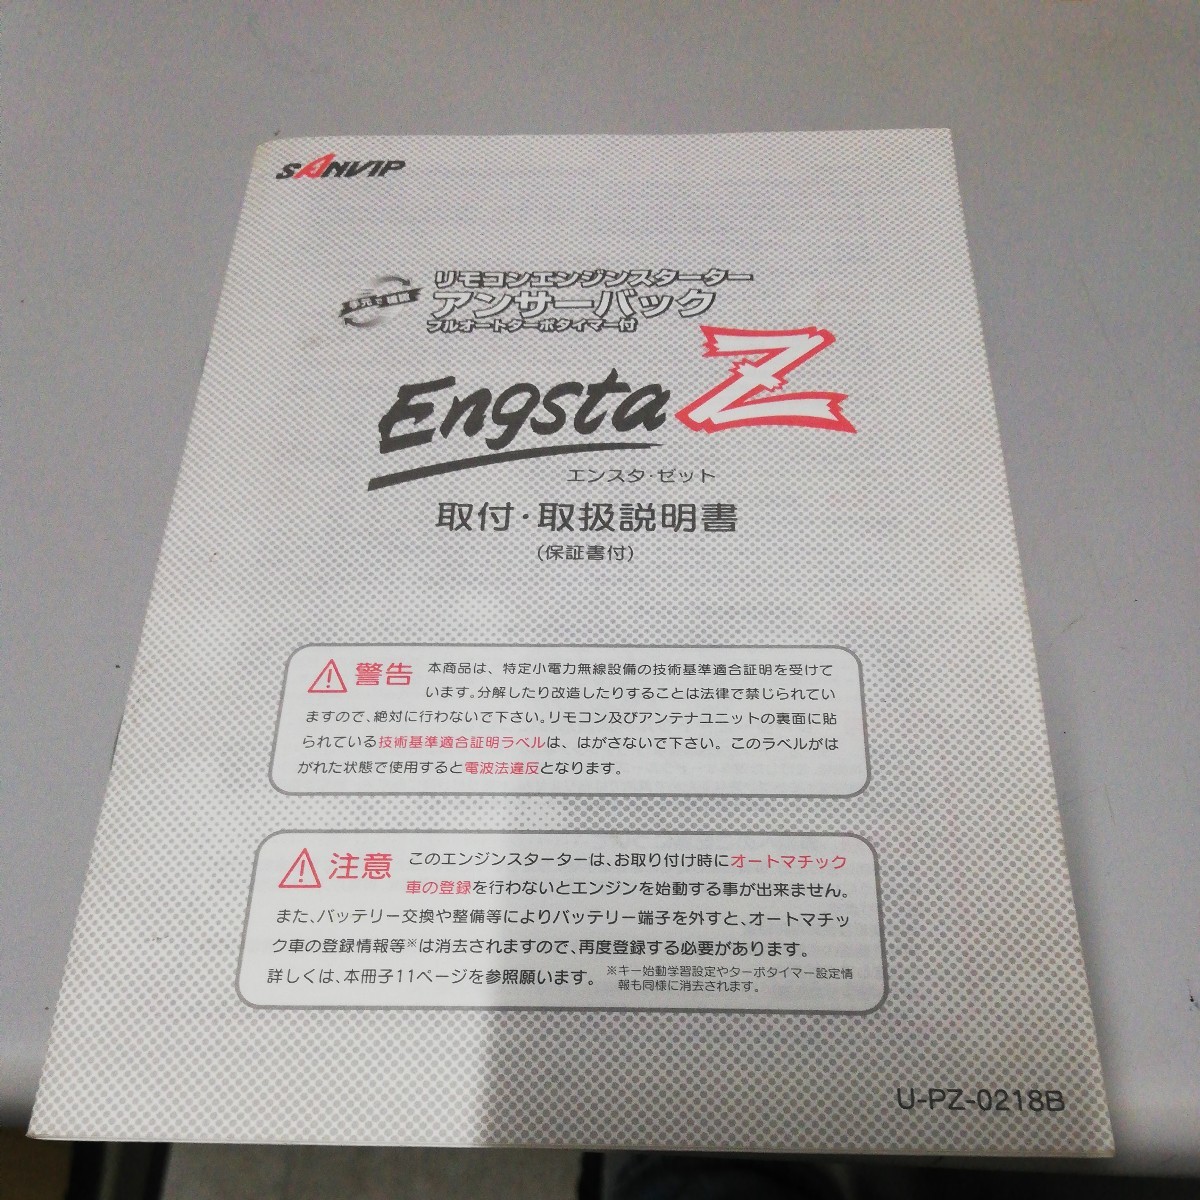 SANVIP
リモコンエンジンスターター
手元で確認
アンサーバック
フルオートターボタイマー付
Engsta Z
エンスタ・ゼット
取付・取扱説明書
(保証書付)
警告 本商品は、特定小電力無線設備の技術基準適合証明を受けて
います。分解したり改造したりすることは法律で禁じられてい
ますので、絶対に行わないで下さい。リモコン及びアンテナユニットの裏面に貼
られている技術基準適合証明ラベルは、はがさないで下さい。このラベルがは
がれた状態で使用すると電波法違反となります。
注意 このエンジンスターターは、お取り付け時にオートマチック
車の登録を行わないとエンジンを始動する事が出来ません。
また、バッテリー交換や整備等によりバッテリー端子を外すと、オートマチッ
ク車の登録情報等※は消去されますので、再度登録する必要があります。
詳しくは、本冊子11ページを参照願います。
※キー始動学習設定やターボタイマー設定情
報も同様に消去されます。
U-PZ-0218B